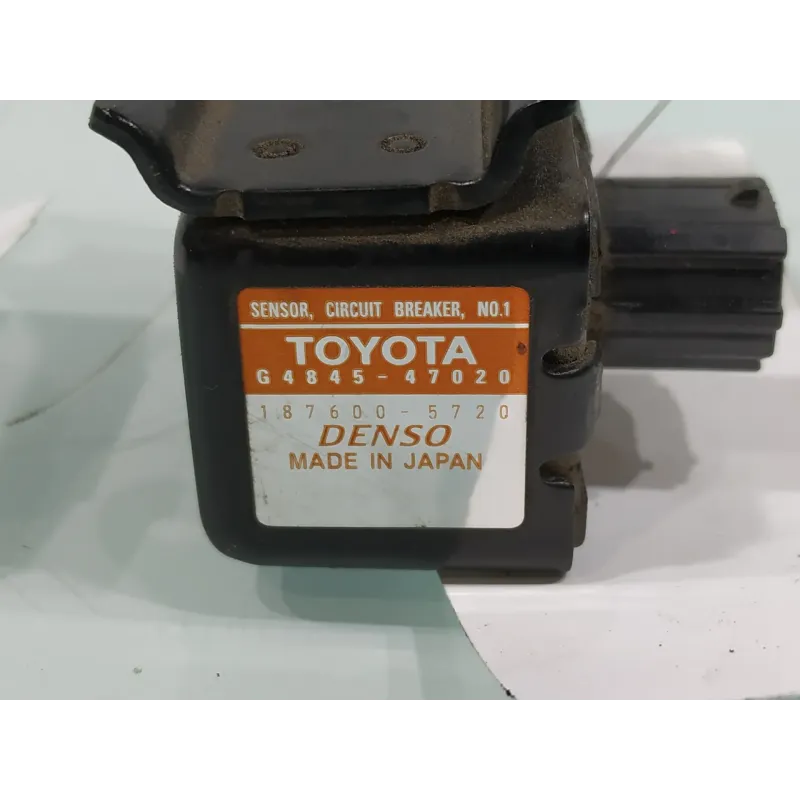 SENSOR, CIRCUIT BREAKER, NO.1
TOYOTA
G4845-47020
187600-5720
DENSO
MADE IN JAPAN